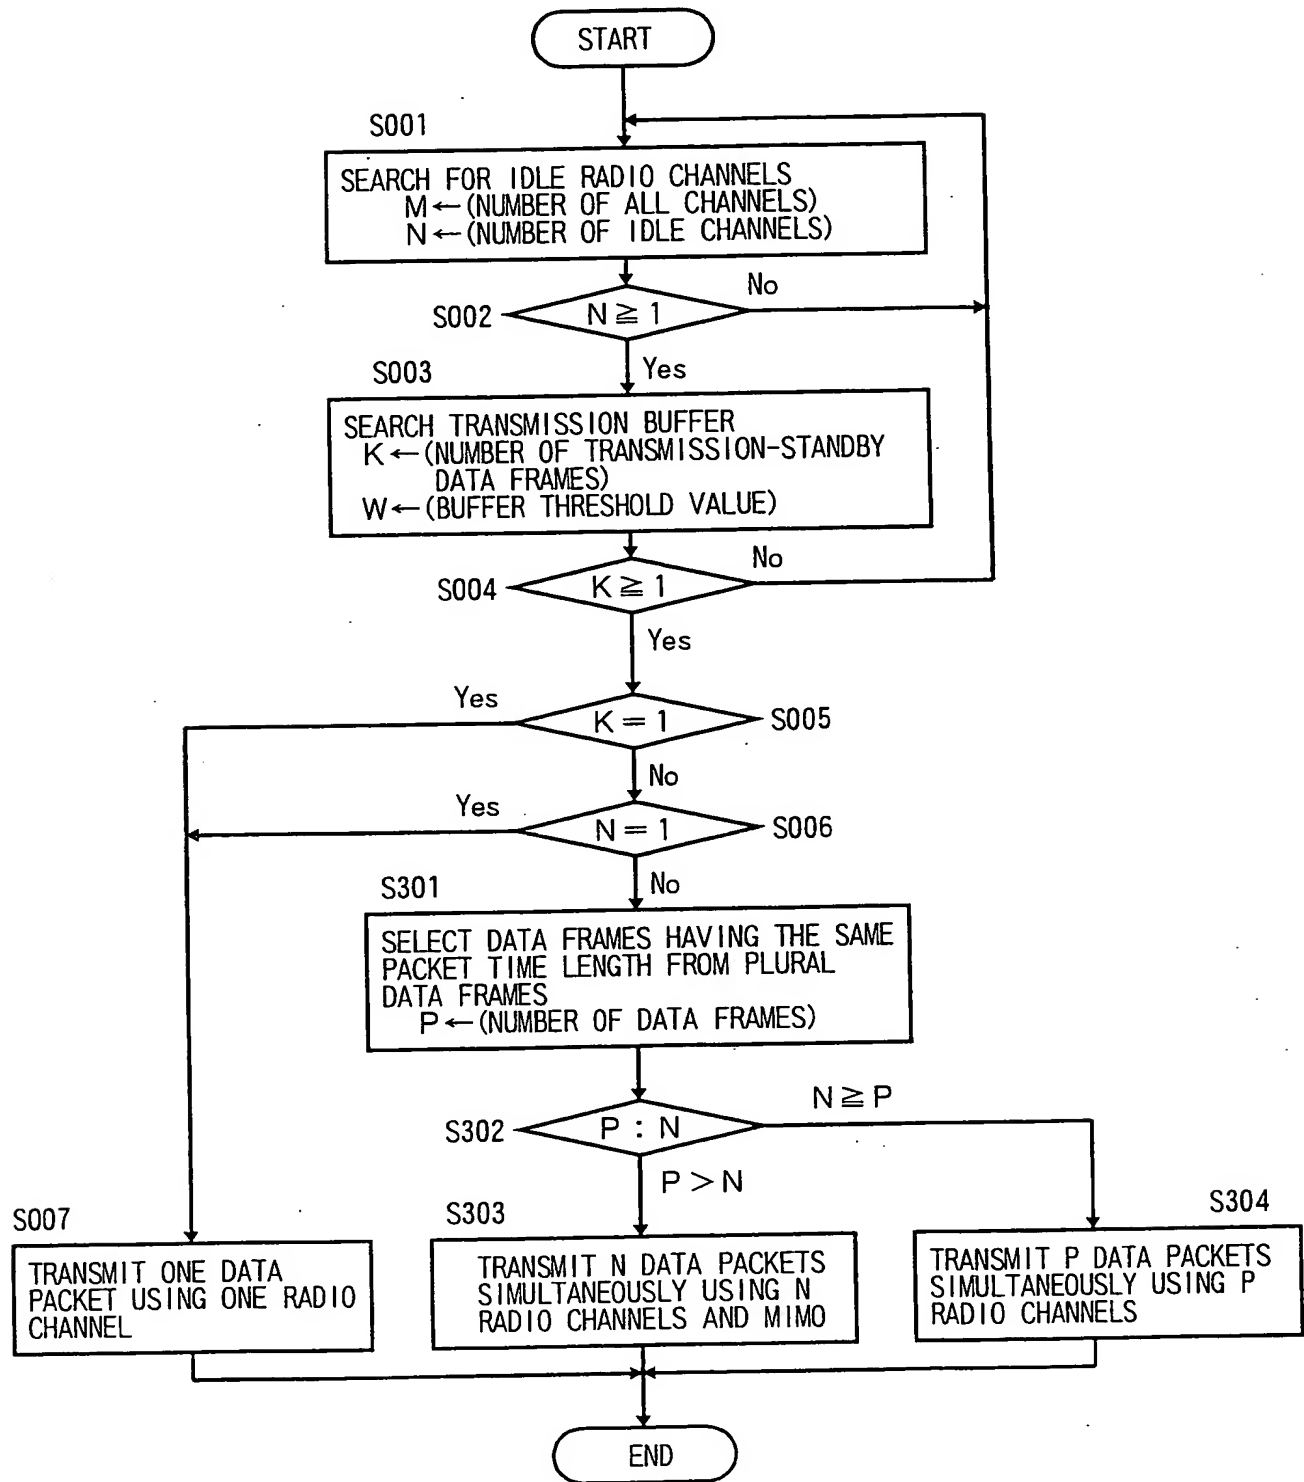 START
S001
SEARCH FOR IDLE RADIO CHANNELS
M←(NUMBER OF ALL CHANNELS)
N←(NUMBER OF IDLE CHANNELS)
No
S002
N≧1
Yes
S003
SEARCH TRANSMISSION BUFFER
K←(NUMBER OF TRANSMISSION-STANDBY
DATA FRAMES)
W←(BUFFER THRESHOLD VALUE)
No
S004
K≧1
Yes
Yes
K=1
S005
No
Yes
N=1
S006
No
S301
SELECT DATA FRAMES HAVING THE SAME
PACKET TIME LENGTH FROM PLURAL
DATA FRAMES
P←(NUMBER OF DATA FRAMES)
N≧P
S302
P : N
P>N
S007
TRANSMIT ONE DATA
PACKET USING ONE RADIO
CHANNEL
S303
TRANSMIT N DATA PACKETS
SIMULTANEOUSLY USING N
RADIO CHANNELS AND MIMO
S304
TRANSMIT P DATA PACKETS
SIMULTANEOUSLY USING P
RADIO CHANNELS
END